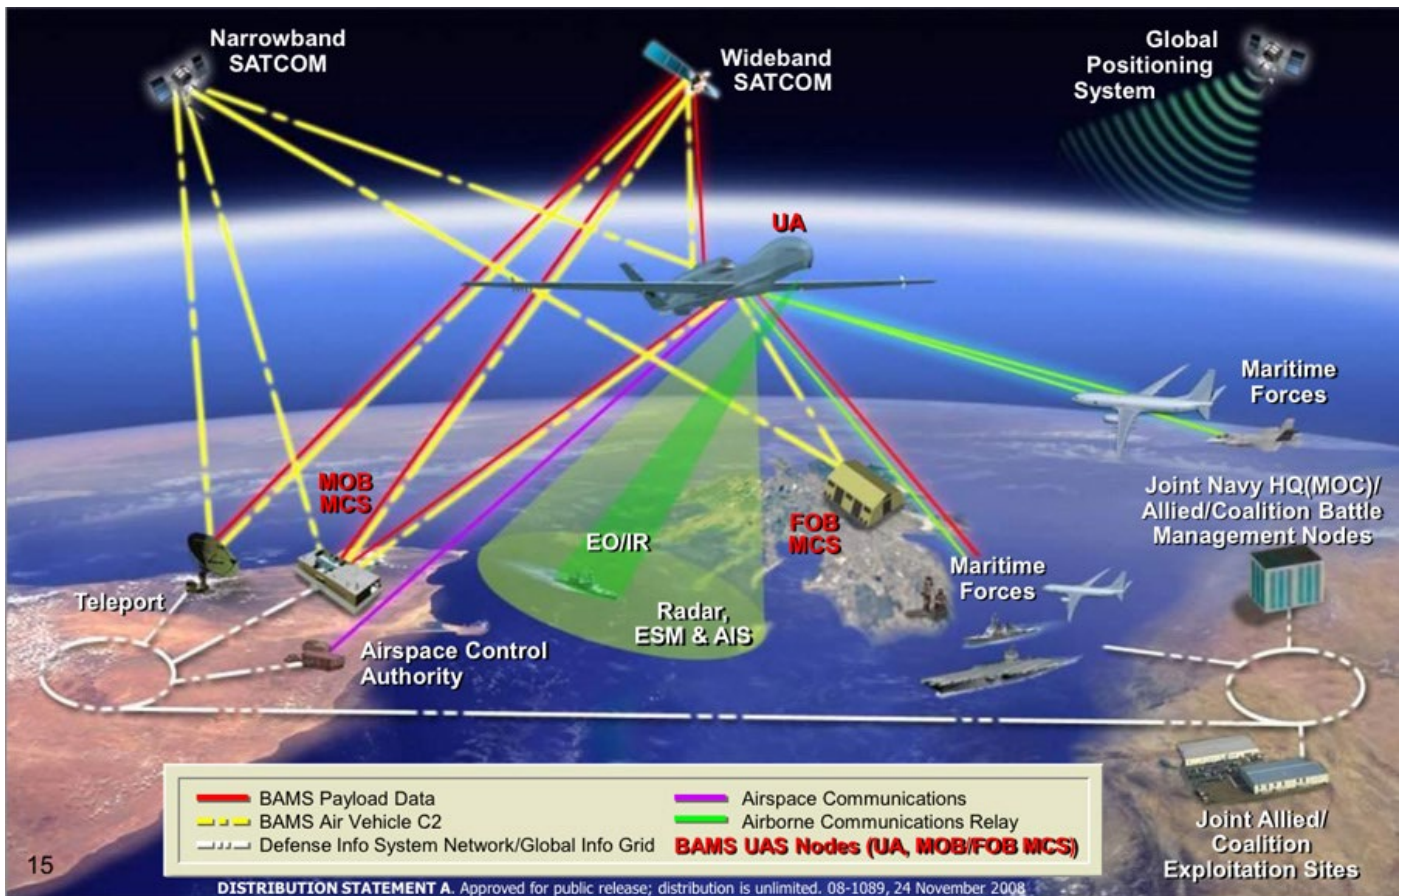 Narrowband
SATCOM
Wideband
SATCOM
Global
Positioning
System
UA
Maritime
Forces
MOB
MCS
Joint Navy HQ(MOC)/
Allied/Coalition Battle
Management Nodes
FOB
MCS
EO/IR
Maritime
Forces
Teleport
Radar,
ESM & AIS
Airspace Control
Authority
BAMS Payload Data
BAMS Air Vehicle C2
Defense Info System Network/Global Info Grid
Airspace Communications
Airborne Communications Relay
BAMS UAS Nodes (UA, MOB/FOB MCS)
Joint Allied/
Coalition
Exploitation Sites
15
DISTRIBUTION STATEMENT A. Approved for public release; distribution is unlimited. 08-1089, 24 November 2008